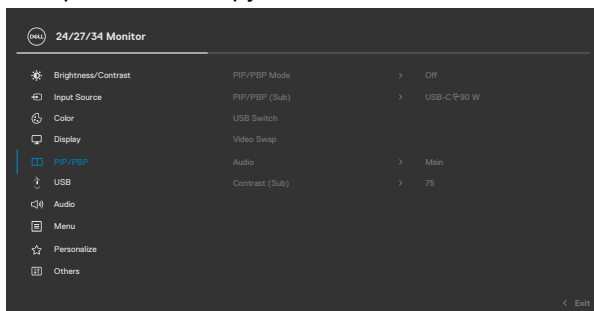 DELL 24/27/34 Monitor
Brightness/Contrast PIP/PBP Mode > Off
Input Source PIP/PBP (Sub) > USB-C 90 W
Color USB Switch
Display Video Swap
PIP/PBP Audio > Main
USB Contrast (Sub) > 75
Audio
Menu
Personalize
Others
< Exit